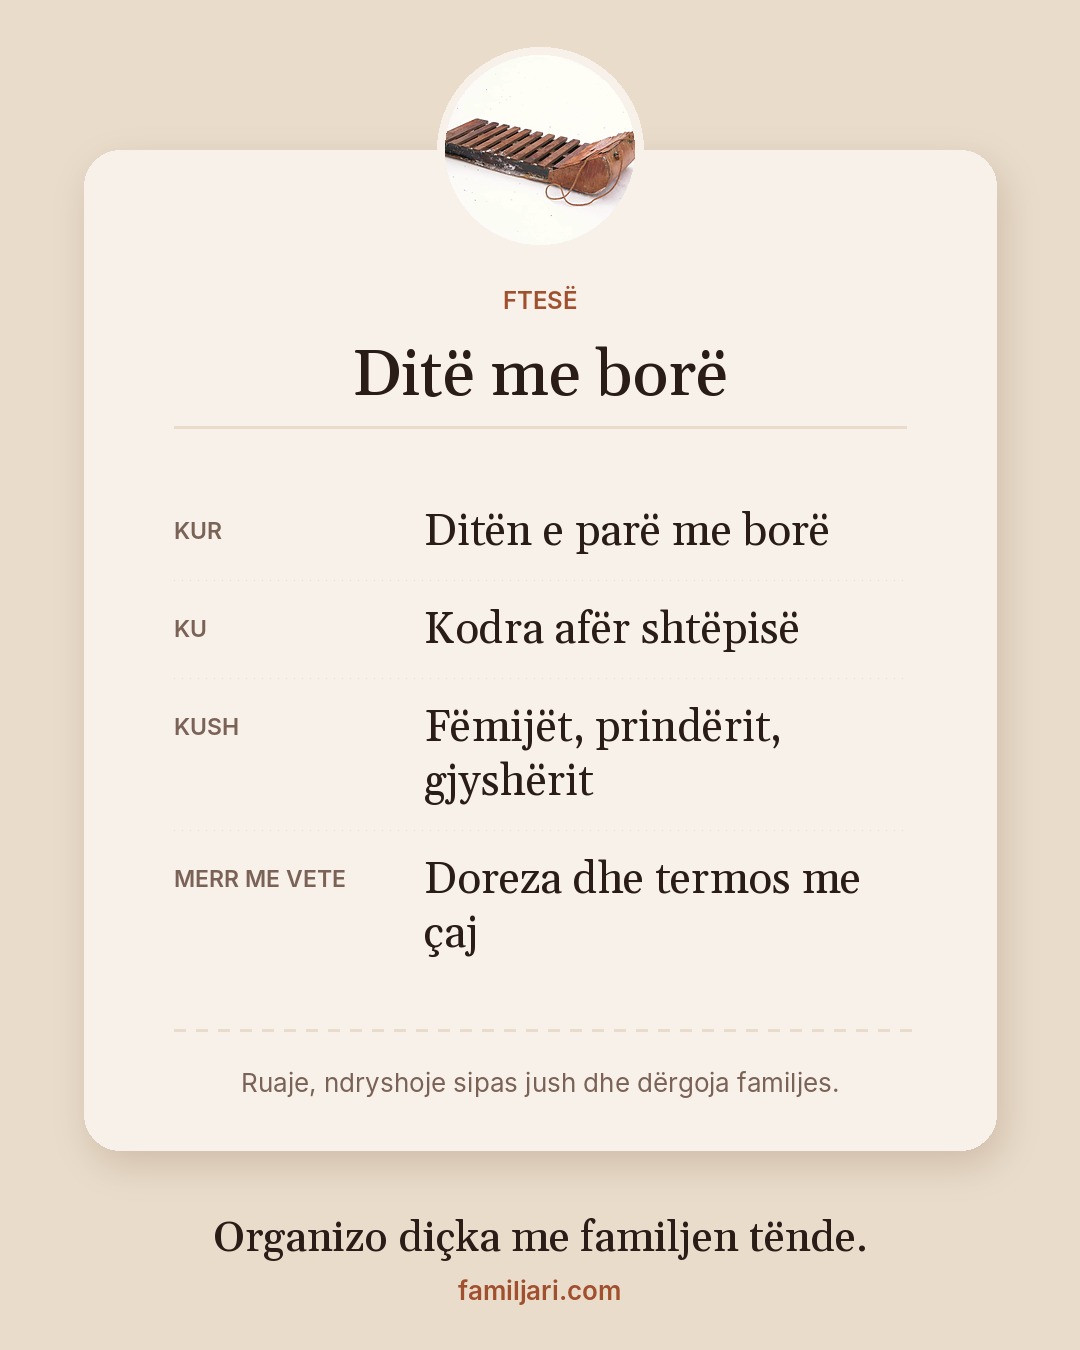 FTESË
Ditë me borë
KUR
Ditën e parë me borë
KU
Kodra afër shtëpisë
KUSH
Fëmijët, prindërit,
gjyshërit
MERR ME VETE
Doreza dhe termos me
çaj
Ruaje, ndryshoje sipas jush dhe dërgoja familjes.
Organizo diçka me familjen tënde.
familjari.com